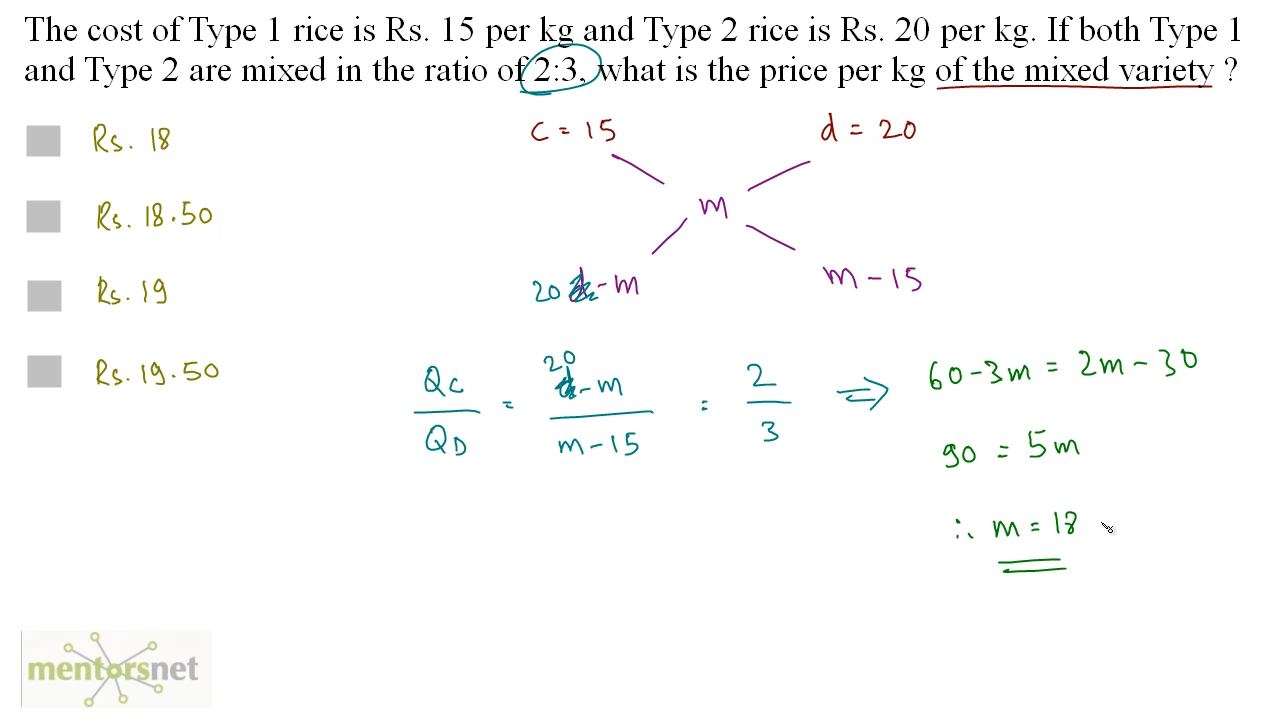 The cost of Type 1 rice is Rs. 15 per kg and Type 2 rice is Rs. 20 per kg. If both Type 1
and Type 2 are mixed in the ratio of 2:3, what is the price per kg of the mixed variety ?
c = 15
d = 20
Rs. 18
m
Rs. 18.50
20 - m
m - 15
Rs. 19
Rs. 19.50
QC / QD = 20 - m / m - 15 = 2 / 3 ⇒ 60 - 3m = 2m - 30
90 = 5m
∴ m = 18
mentorsnet